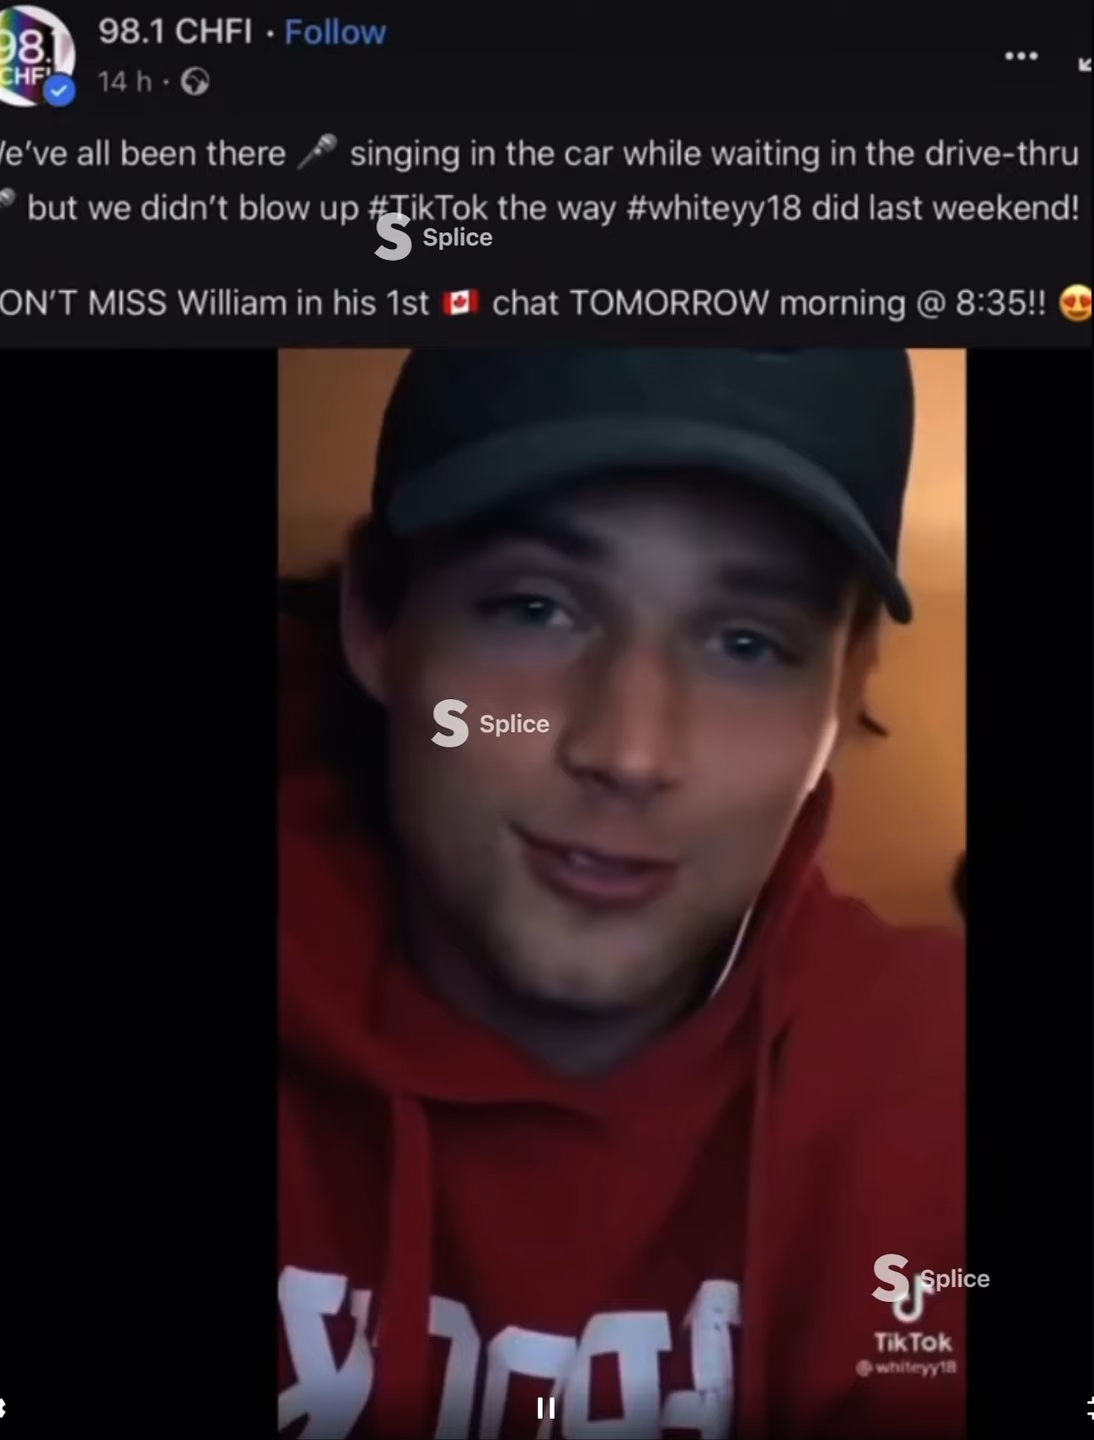 98.1 CHFI · Follow
98.1
CHFI
14 h ·
We've all been there 🎤 singing in the car while waiting in the drive-thru
🎤 but we didn't blow up #TikTok the way #whiteyy18 did last weekend!
Splice
DON'T MISS William in his 1st 🇨🇦 chat TOMORROW morning @ 8:35!! 😍
Splice
Splice
TikTok
@whiteyy18